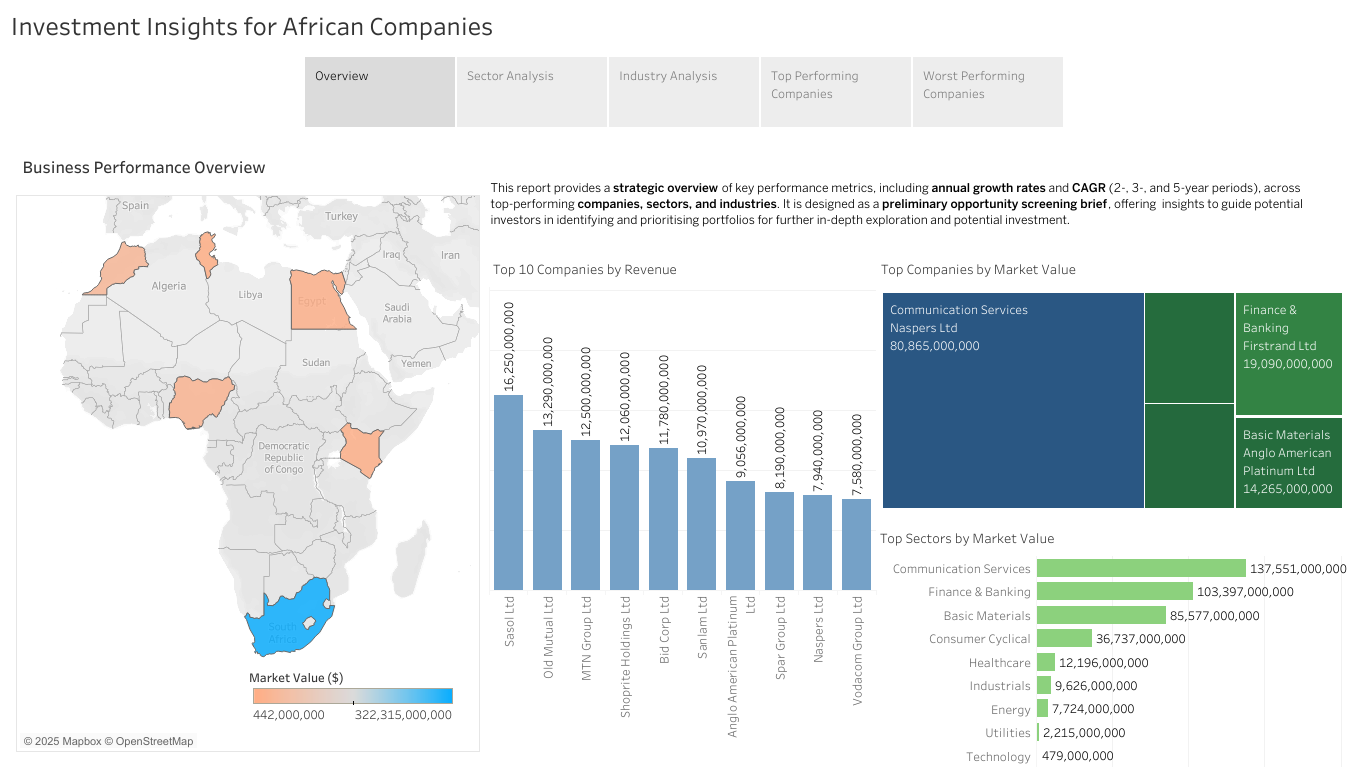 Investment Insights for African Companies
Overview
Sector Analysis
Industry Analysis
Top Performing
Companies
Worst Performing
Companies
Business Performance Overview
This report provides a strategic overview of key performance metrics, including annual growth rates and CAGR (2-, 3-, and 5-year periods), across
top-performing companies, sectors, and industries. It is designed as a preliminary opportunity screening brief, offering  insights to guide potential
investors in identifying and prioritising portfolios for further in-depth exploration and potential investment.
Spain
Turkey
Iraq
Iran
Algeria
Libya
Egypt
Saudi
Arabia
Sudan
Yemen
Democratic
Republic
of Congo
South
Africa
Market Value ($)
442,000,000
322,315,000,000
© 2025 Mapbox © OpenStreetMap
Top 10 Companies by Revenue
16,250,000,000
13,290,000,000
12,500,000,000
12,060,000,000
11,780,000,000
10,970,000,000
9,056,000,000
8,190,000,000
7,940,000,000
7,580,000,000
Sasol Ltd
Old Mutual Ltd
MTN Group Ltd
Shoprite Holdings Ltd
Bid Corp Ltd
Sanlam Ltd
Anglo American Platinum
Ltd
Spar Group Ltd
Naspers Ltd
Vodacom Group Ltd
Top Companies by Market Value
Communication Services
Naspers Ltd
80,865,000,000
Finance &
Banking
Firstrand Ltd
19,090,000,000
Basic Materials
Anglo American
Platinum Ltd
14,265,000,000
Top Sectors by Market Value
Communication Services 137,551,000,000
Finance & Banking 103,397,000,000
Basic Materials 85,577,000,000
Consumer Cyclical 36,737,000,000
Healthcare 12,196,000,000
Industrials 9,626,000,000
Energy 7,724,000,000
Utilities 2,215,000,000
Technology 479,000,000